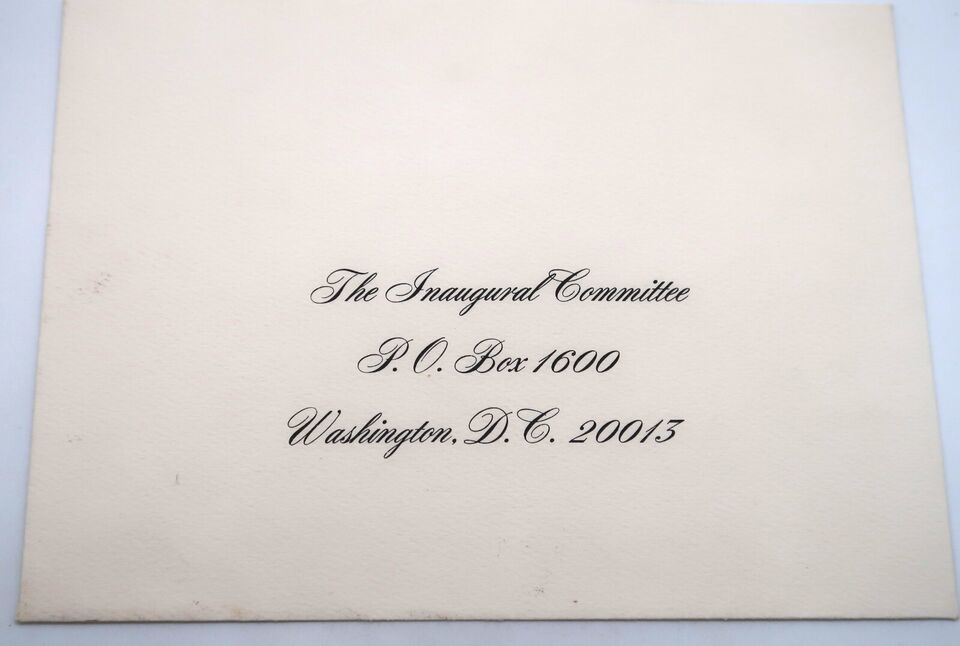 The Inaugural Committee
P. O. Box 1600
Washington, D. C. 20013